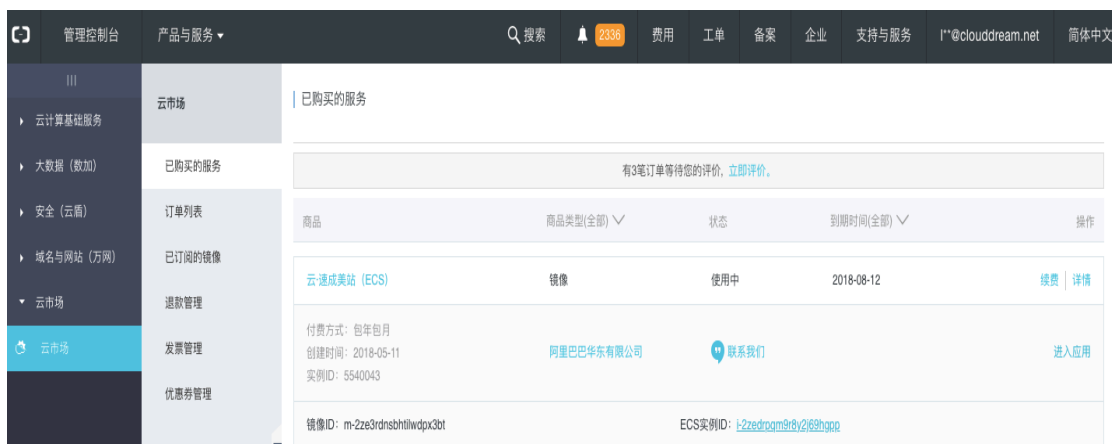 管理控制台 产品与服务 搜索 2336 费用 工单 备案 企业 支持与服务 l**@clouddream.net 简体中文
云计算基础服务
大数据（数加）
安全（云盾）
域名与网站（万网）
云市场
云市场
云市场
已购买的服务
订单列表
已订阅的镜像
退款管理
发票管理
优惠券管理
已购买的服务
有3笔订单等待您的评价, 立即评价。
商品 商品类型(全部) 状态 到期时间(全部) 操作
云·速成美站（ECS） 镜像 使用中 2018-08-12 续费 详情
付费方式：包年包月
创建时间：2018-05-11
实例ID：5540043
阿里巴巴华东有限公司 联系我们 进入应用
镜像ID：m-2ze3rdnsbhtilwdpx3bt ECS实例ID：i-2zedrpgm9r8y2j69hgpp